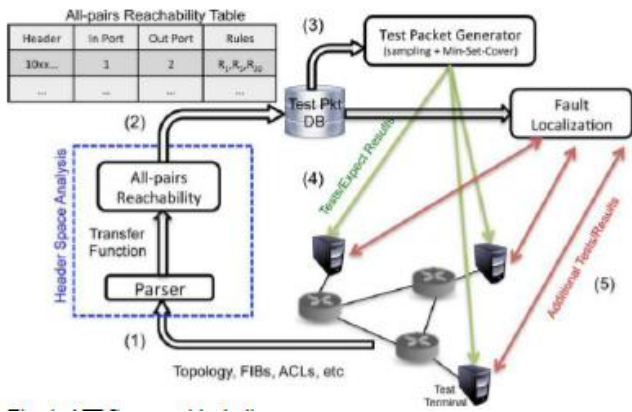 All-pairs Reachability Table
Header In Port Out Port Rules
10xx... 1 2 R1,R5,R20
... ... ... ...
(3)
Test Packet Generator
(sampling + Min-Set-Cover)
(2)
Test Pkt
DB
Fault
Localization
Header Space Analysis
All-pairs
Reachability
Transfer
Function
Parser
(4)
Tests/Expect Results
Additional Tests/Results
(5)
(1)
Topology, FIBs, ACLs, etc
Test
Terminal